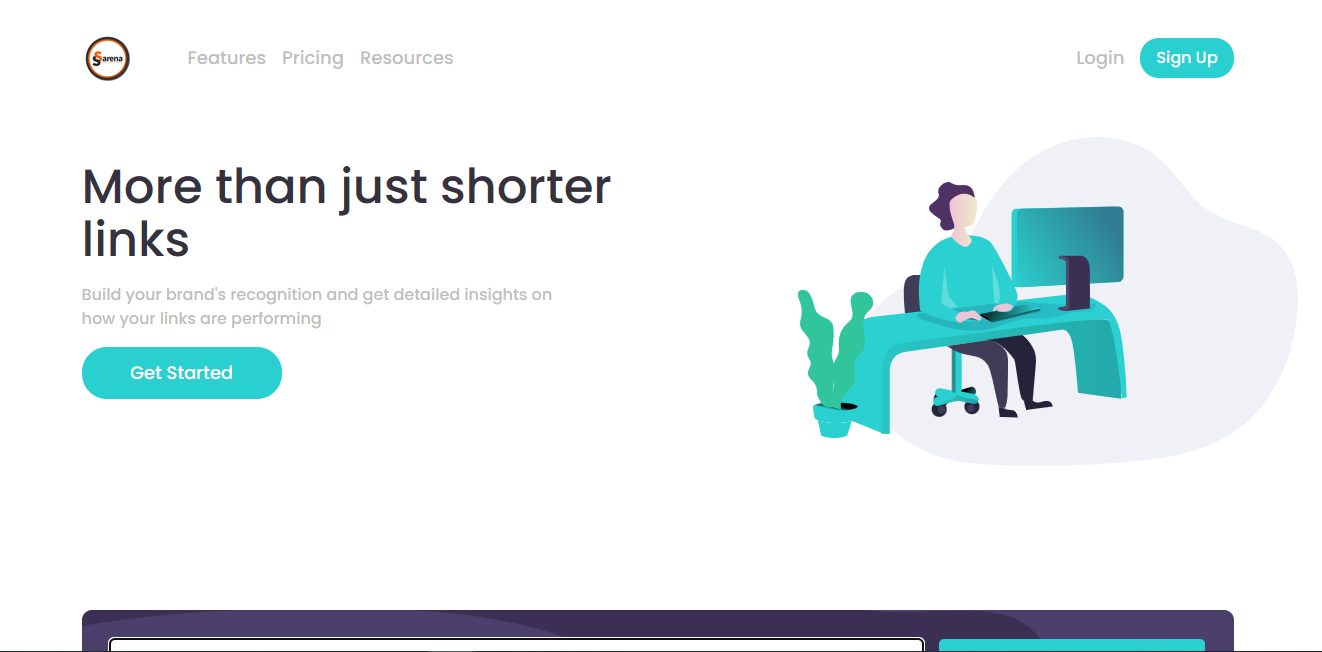 Sarena
Features Pricing Resources
Login Sign Up
More than just shorter
links
Build your brand's recognition and get detailed insights on
how your links are performing
Get Started